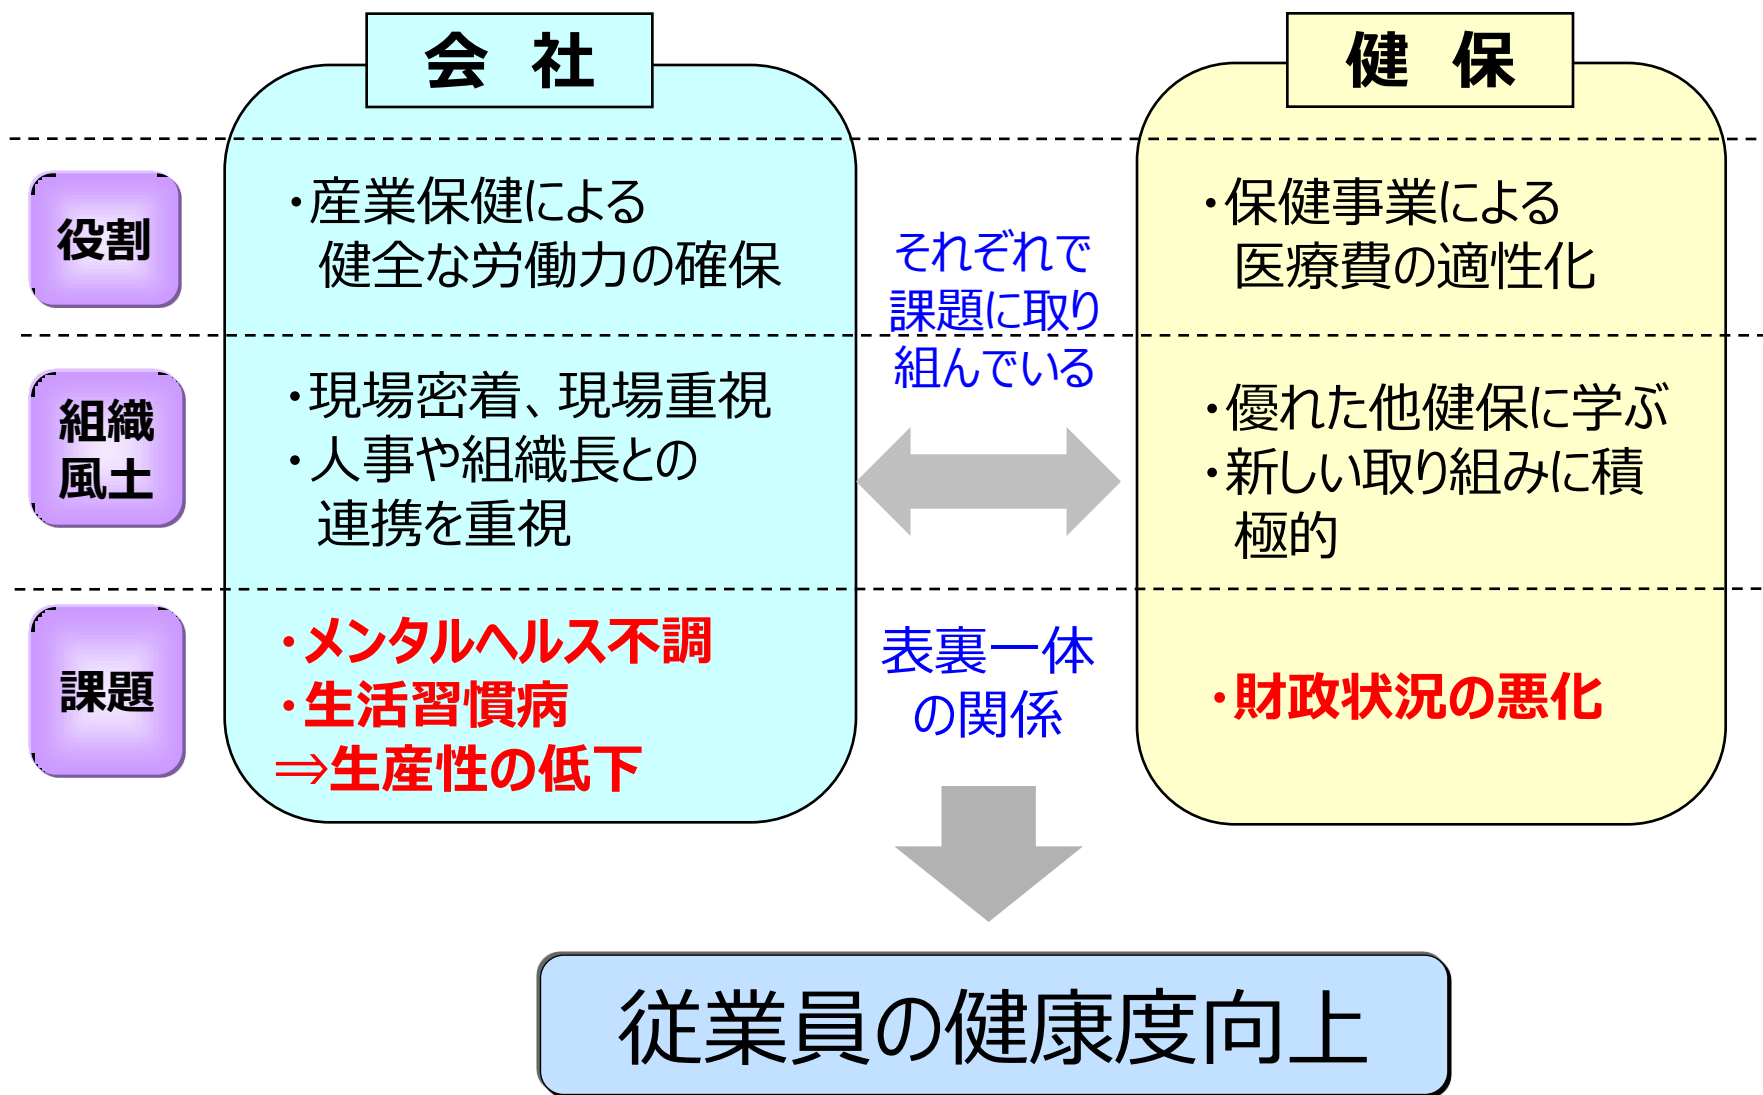 会 社
健 保
役割
・産業保健による
健全な労働力の確保
それぞれで
課題に取り
組んでいる
・保健事業による
医療費の適性化
組織
風土
・現場密着、現場重視
・人事や組織長との
連携を重視
・優れた他健保に学ぶ
・新しい取り組みに積
極的
課題
・メンタルヘルス不調
・生活習慣病
⇒生産性の低下
表裏一体
の関係
・財政状況の悪化
従業員の健康度向上